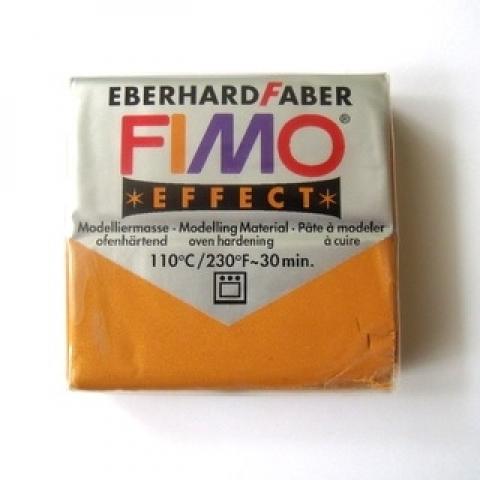 EBERHARDFABER
FIMO®
*EFFECT*
Modelliermasse - Modelling Material - Pâte à modeler
ofenhärtend oven hardening à cuire
110°C/230°F~30 min.